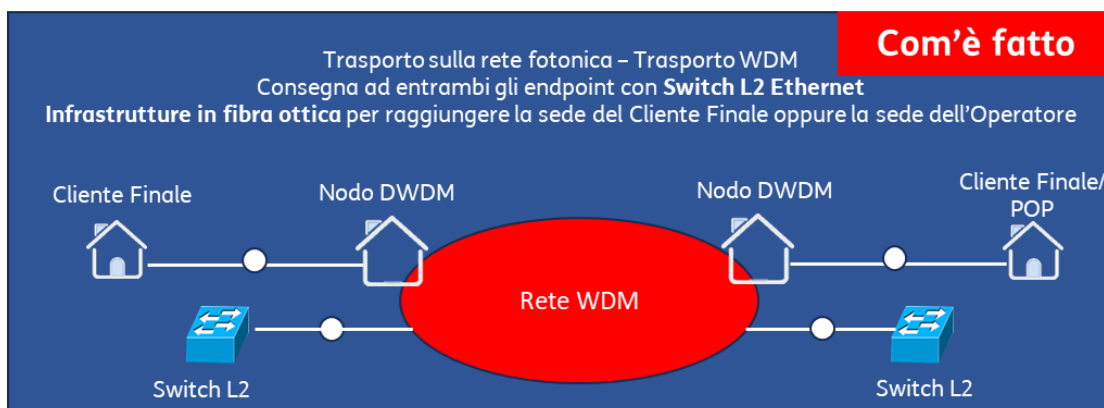 Com'è fatto
Trasporto sulla rete fotonica – Trasporto WDM
Consegna ad entrambi gli endpoint con Switch L2 Ethernet
Infrastrutture in fibra ottica per raggiungere la sede del Cliente Finale oppure la sede dell'Operatore
Cliente Finale
Nodo DWDM
Nodo DWDM
Cliente Finale/
POP
Rete WDM
Switch L2
Switch L2